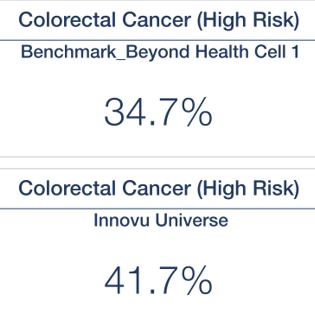 Colorectal Cancer (High Risk)
Benchmark_Beyond Health Cell 1
34.7%
Colorectal Cancer (High Risk)
Innovu Universe
41.7%